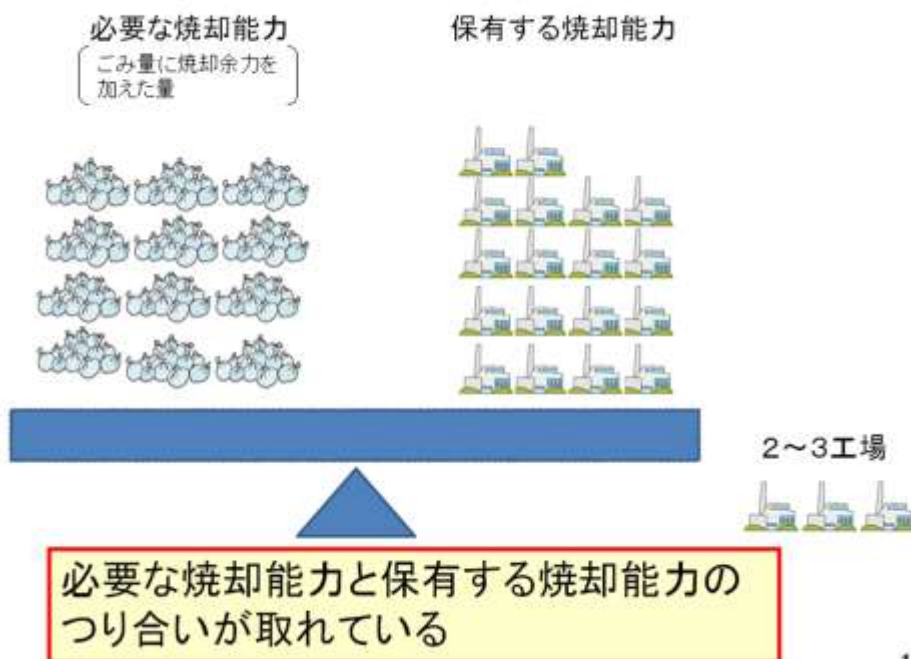 必要な焼却能力
ごみ量に焼却余力を
加えた量
保有する焼却能力
2～3工場
必要な焼却能力と保有する焼却能力の
つり合いが取れている